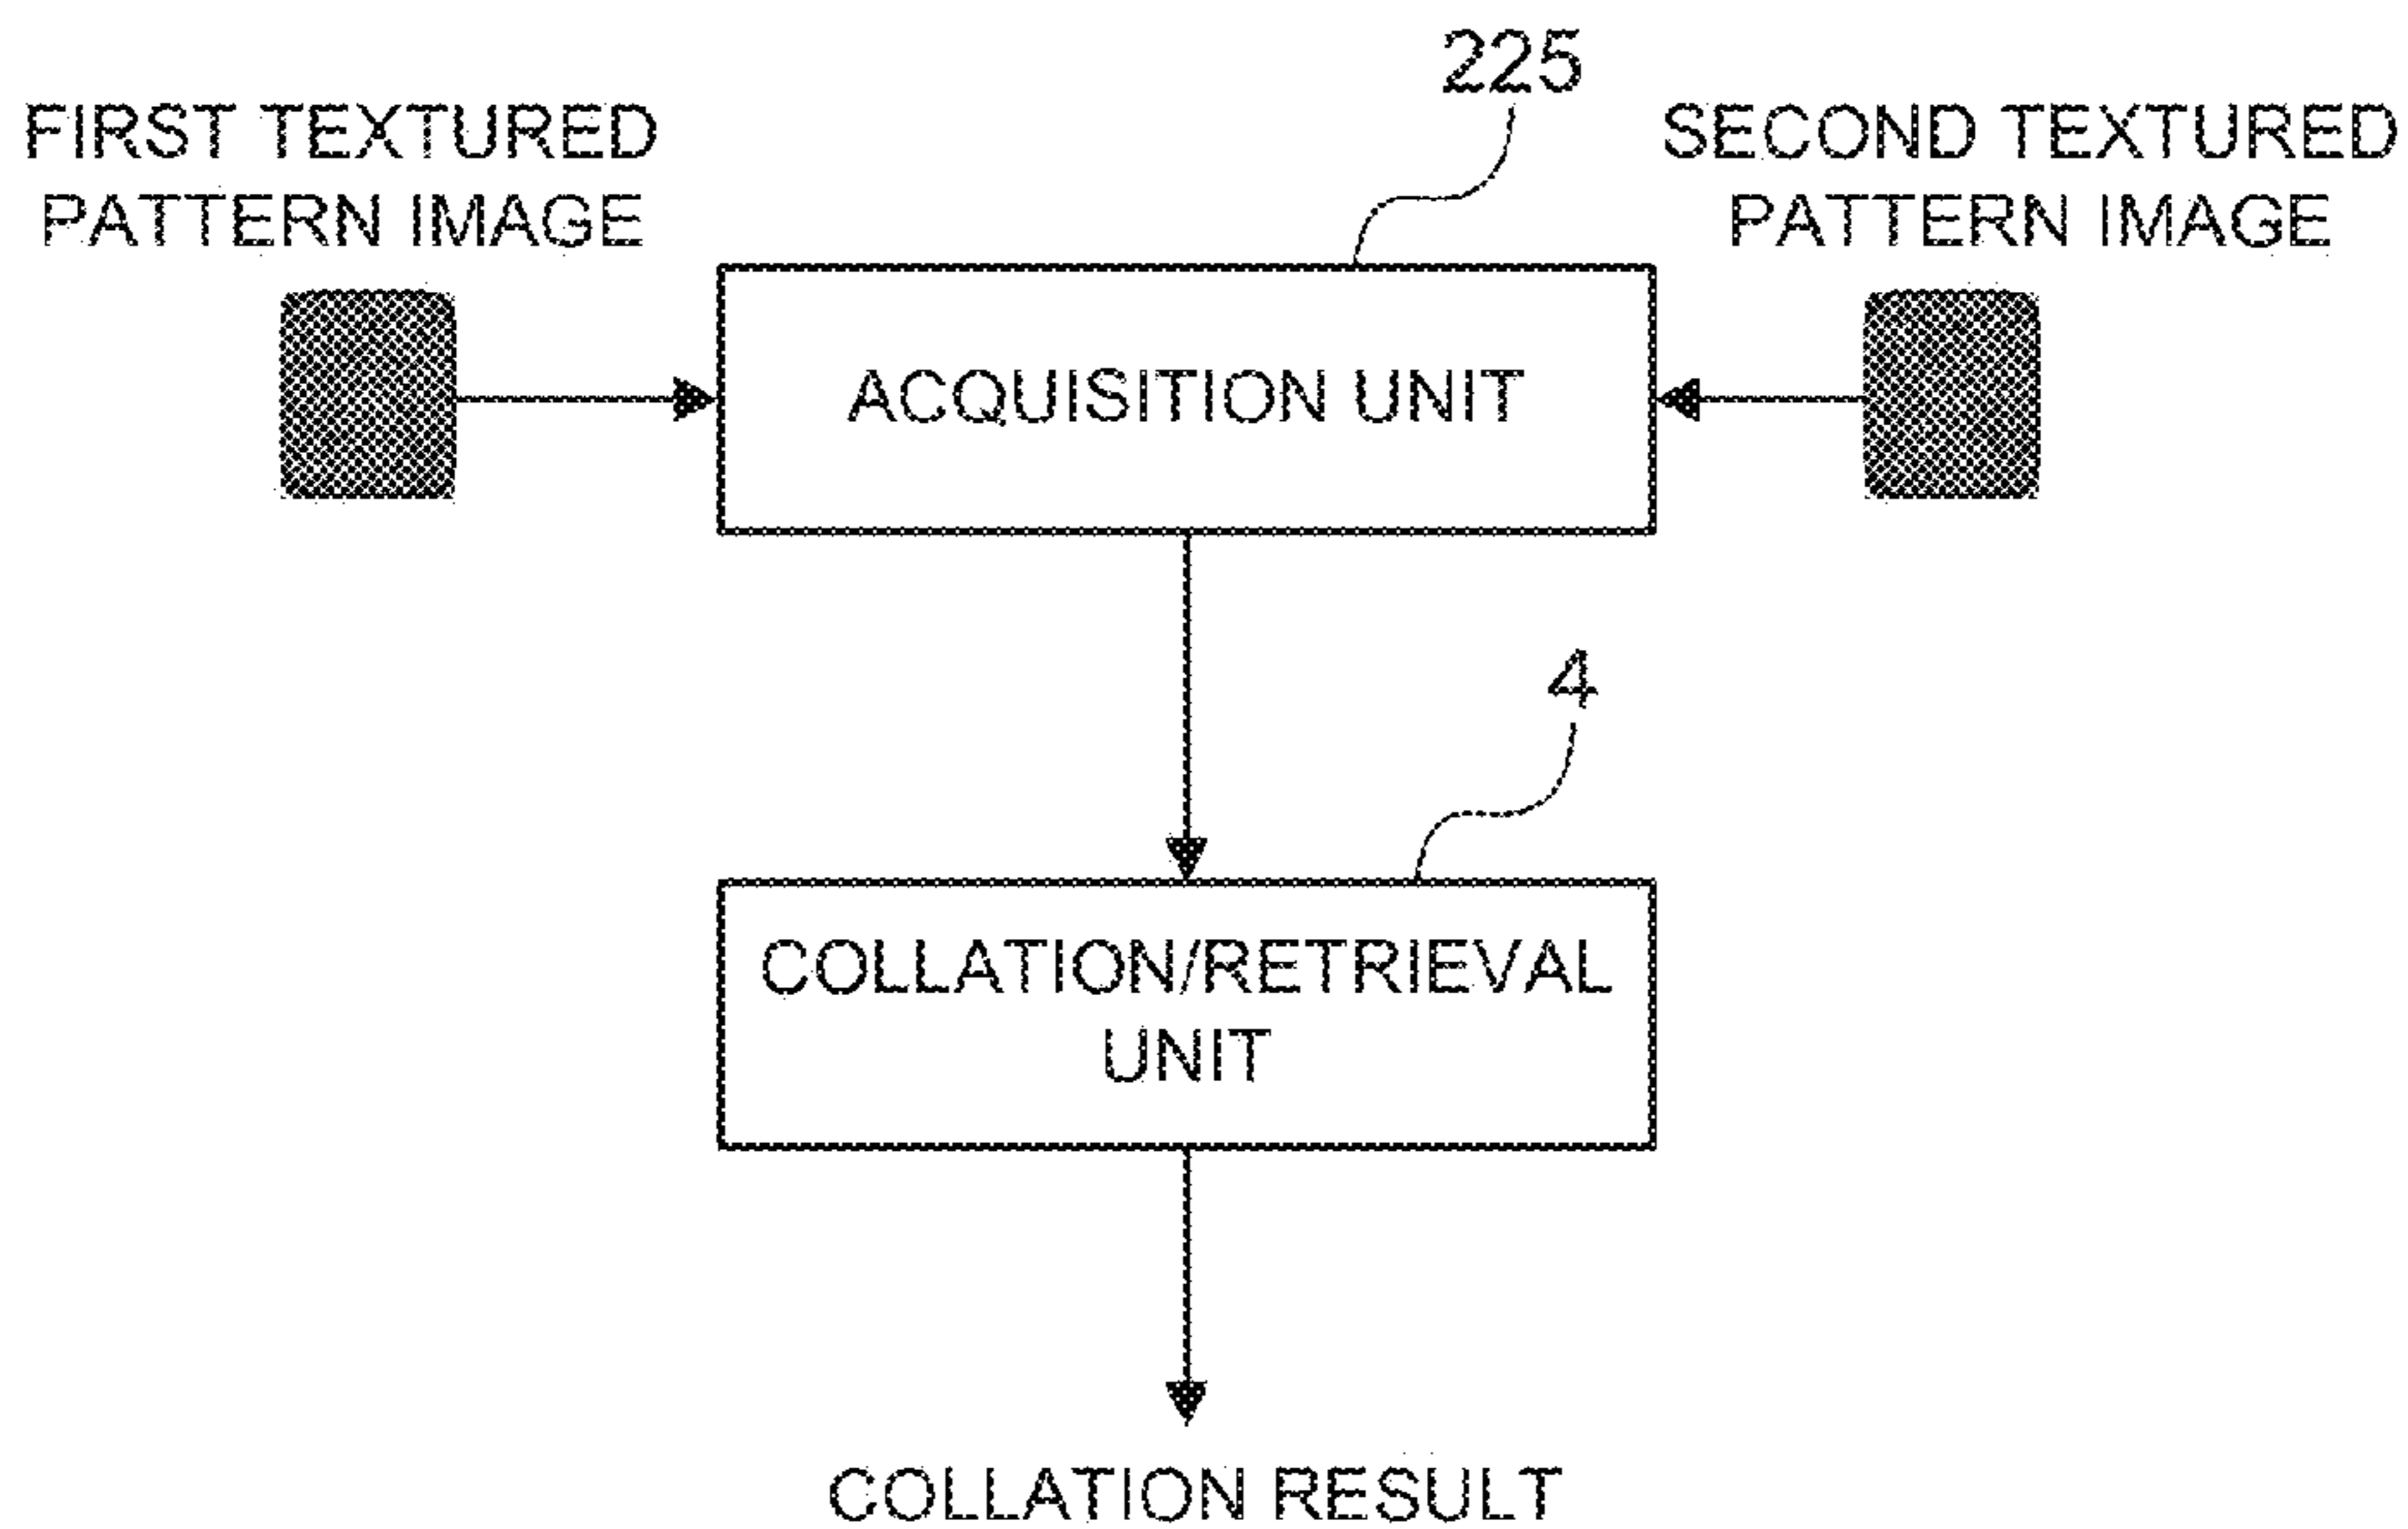 225
FIRST TEXTURED
PATTERN IMAGE
SECOND TEXTURED
PATTERN IMAGE
ACQUISITION UNIT
4
COLLATION/RETRIEVAL
UNIT
COLLATION RESULT